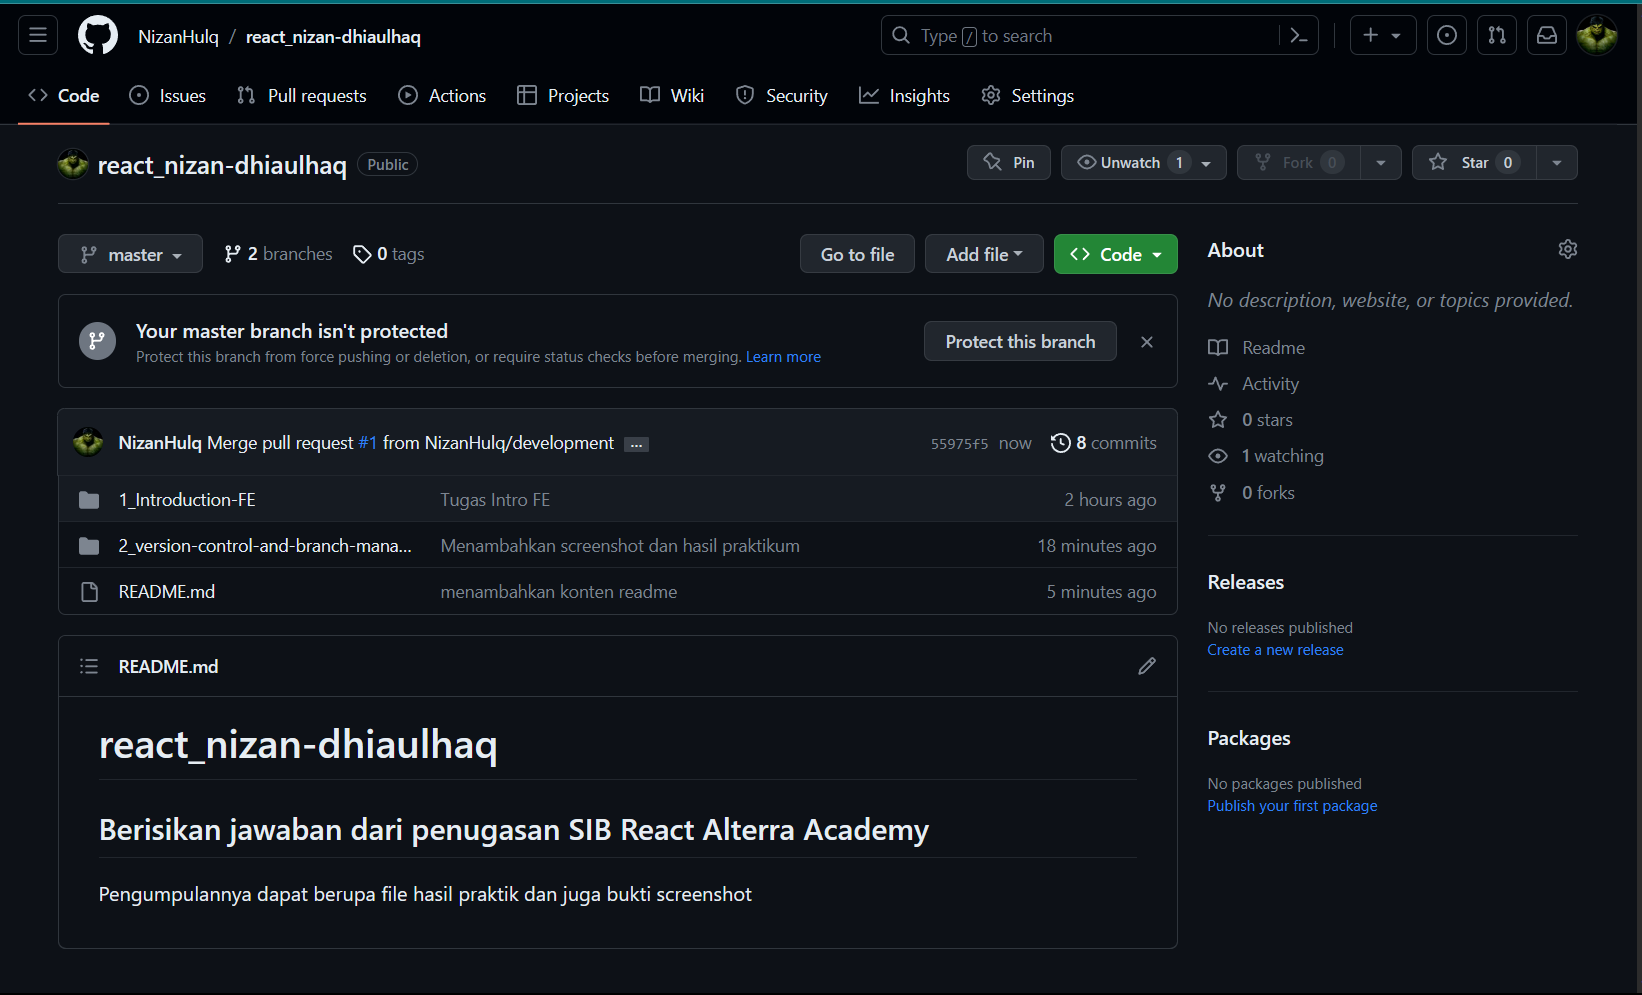 NizanHulq / react_nizan-dhiaulhaq
Type / to search
Code Issues Pull requests Actions Projects Wiki Security Insights Settings
react_nizan-dhiaulhaq Public
Pin Unwatch 1 Fork 0 Star 0
master 2 branches 0 tags
Go to file Add file Code
Your master branch isn't protected
Protect this branch from force pushing or deletion, or require status checks before merging. Learn more
Protect this branch
NizanHulq Merge pull request #1 from NizanHulq/development ... 55975f5 now 8 commits
1_Introduction-FE Tugas Intro FE 2 hours ago
2_version-control-and-branch-mana... Menambahkan screenshot dan hasil praktikum 18 minutes ago
README.md menambahkan konten readme 5 minutes ago
README.md
react_nizan-dhiaulhaq
Berisikan jawaban dari penugasan SIB React Alterra Academy
Pengumpulannya dapat berupa file hasil praktik dan juga bukti screenshot
About
No description, website, or topics provided.
Readme
Activity
0 stars
1 watching
0 forks
Releases
No releases published
Create a new release
Packages
No packages published
Publish your first package